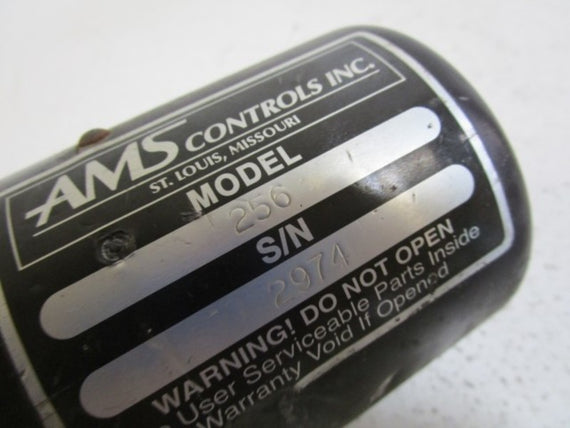 AMS CONTROLS INC.
ST. LOUIS, MISSOURI
MODEL
256
S/N
2974
WARNING! DO NOT OPEN
User Serviceable Parts Inside
Warranty Void If Opened